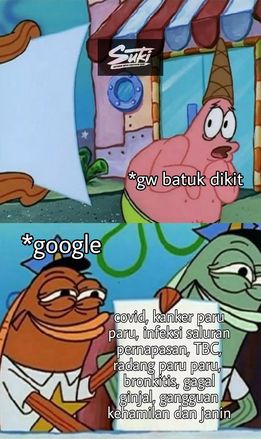 Suki
*gw batuk dikit
*google
covid, kanker paru
paru, infeksi saluran
pernapasan, TBC,
radang paru paru,
bronkitis, gagal
ginjal, gangguan
kehamilan dan janin